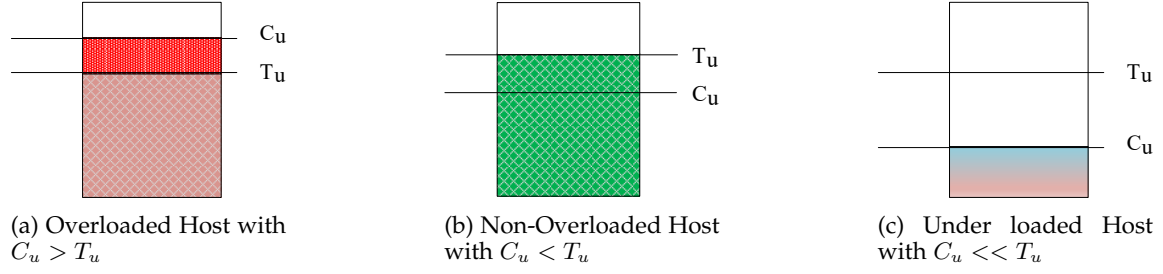 C_u
T_u
(a) Overloaded Host with
C_u > T_u
T_u
C_u
(b) Non-Overloaded Host
with C_u < T_u
T_u
C_u
(c) Under loaded Host
with C_u << T_u